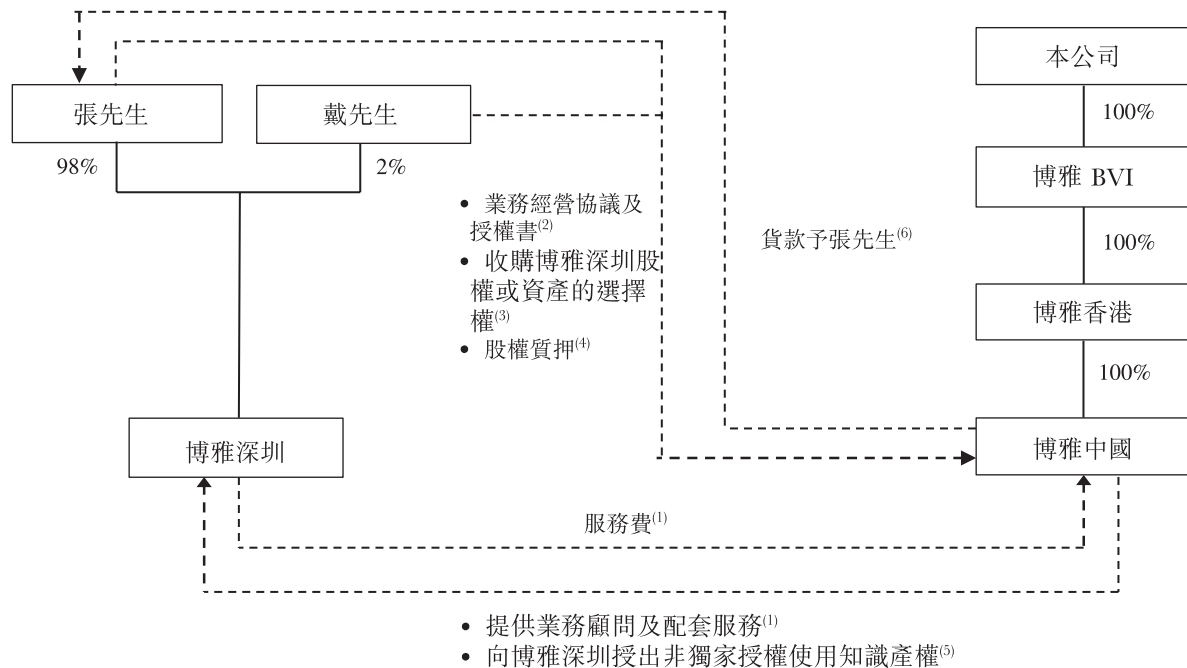 本公司
100%
張先生
戴先生
98%
2%
博雅 BVI
• 業務經營協議及
授權書(2)
• 收購博雅深圳股
權或資產的選擇
權(3)
• 股權質押(4)
貨款予張先生(6)
100%
博雅香港
100%
博雅深圳
博雅中國
服務費(1)
• 提供業務顧問及配套服務(1)
• 向博雅深圳授出非獨家授權使用知識產權(5)